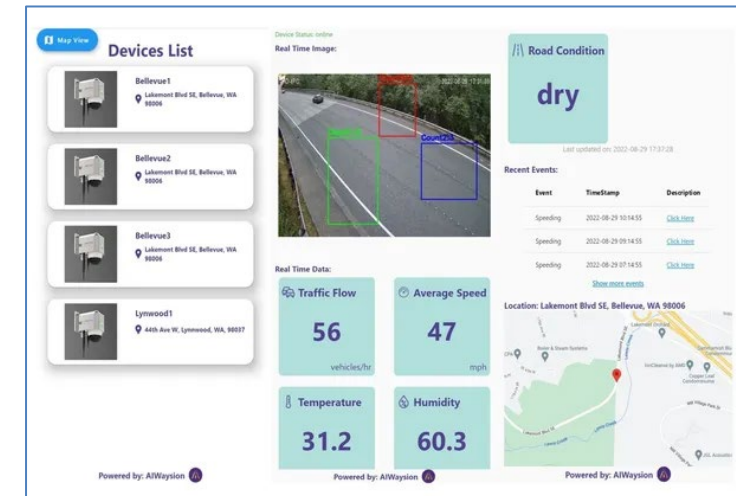 Map View
Devices List
Bellevue1
Lakemont Blvd SE, Bellevue, WA
98006
Bellevue2
Lakemont Blvd SE, Bellevue, WA
98006
Bellevue3
Lakemont Blvd SE, Bellevue, WA
98006
Lynwood1
44th Ave W, Lynnwood, WA, 98037
Powered by: AIWaysion
Device Status: online
Real Time Image:
Real Time Data:
Traffic Flow
56
vehicles/hr
Average Speed
47
mph
Temperature
31.2
Humidity
60.3
Powered by: AIWaysion
Road Condition
dry
Last updated on: 2022-08-29 17:37:28
Recent Events:
Event TimeStamp Description
Speeding 2022-08-29 10:14:55 Click Here
Speeding 2022-08-29 09:14:55 Click Here
Speeding 2022-08-29 07:14:55 Click Here
Show more events
Location: Lakemont Blvd SE, Bellevue, WA 98006
Lakemont Blvd SE
Powered by: AIWaysion